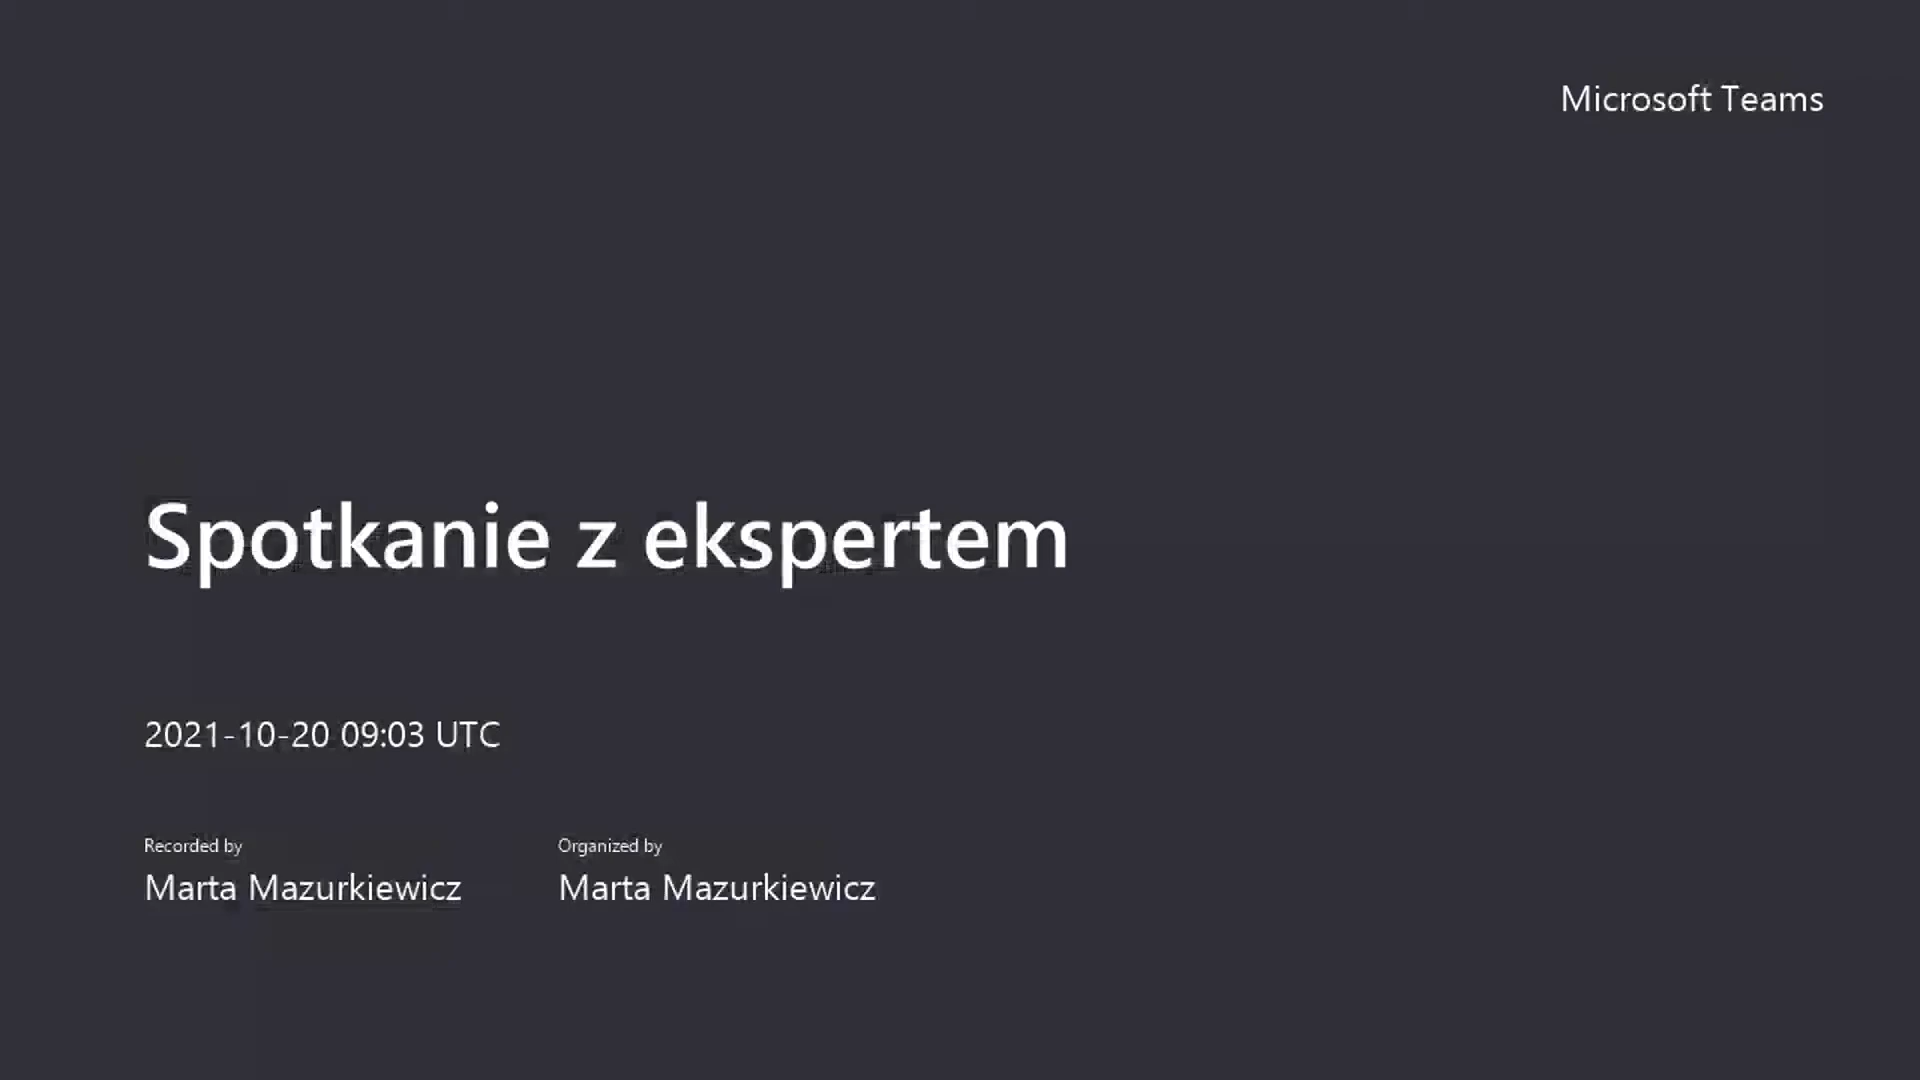 Microsoft Teams
Spotkanie z ekspertem
2021-10-20 09:03 UTC
Recorded by
Marta Mazurkiewicz
Organized by
Marta Mazurkiewicz